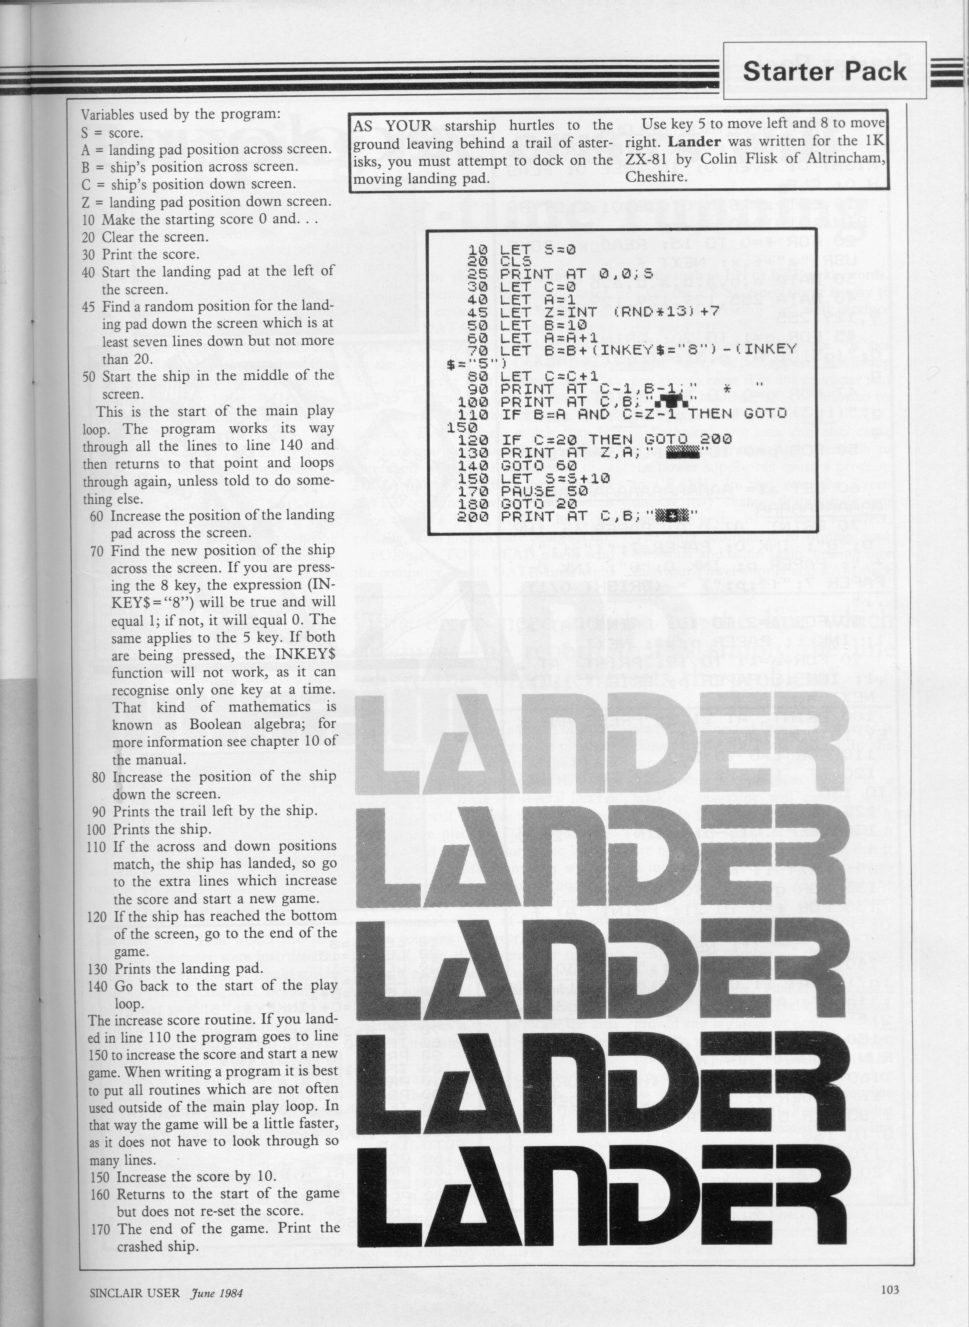 Starter Pack
Variables used by the program:
S = score.
A = landing pad position across screen.
B = ship's position across screen.
C = ship's position down screen.
Z = landing pad position down screen.
10 Make the starting score 0 and. . .
20 Clear the screen.
30 Print the score.
40 Start the landing pad at the left of
the screen.
45 Find a random position for the land-
ing pad down the screen which is at
least seven lines down but not more
than 20.
50 Start the ship in the middle of the
screen.
This is the start of the main play
loop. The program works its way
through all the lines to line 140 and
then returns to that point and loops
through again, unless told to do some-
thing else.
60 Increase the position of the landing
pad across the screen.
70 Find the new position of the ship
across the screen. If you are press-
ing the 8 key, the expression (IN-
KEY$ = "8") will be true and will
equal 1; if not, it will equal 0. The
same applies to the 5 key. If both
are being pressed, the INKEY$
function will not work, as it can
recognise only one key at a time.
That kind of mathematics is
known as Boolean algebra; for
more information see chapter 10 of
the manual.
80 Increase the position of the ship
down the screen.
90 Prints the trail left by the ship.
100 Prints the ship.
110 If the across and down positions
match, the ship has landed, so go
to the extra lines which increase
the score and start a new game.
120 If the ship has reached the bottom
of the screen, go to the end of the
game.
130 Prints the landing pad.
140 Go back to the start of the play
loop.
The increase score routine. If you land-
ed in line 110 the program goes to line
150 to increase the score and start a new
game. When writing a program it is best
to put all routines which are not often
used outside of the main play loop. In
that way the game will be a little faster,
as it does not have to look through so
many lines.
150 Increase the score by 10.
160 Returns to the start of the game
but does not re-set the score.
170 The end of the game. Print the
crashed ship.
AS YOUR starship hurtles to the
ground leaving behind a trail of aster-
isks, you must attempt to dock on the
moving landing pad.
Use key 5 to move left and 8 to move
right. Lander was written for the 1K
ZX-81 by Colin Flisk of Altrincham,
Cheshire.
10 LET S=0
20 CLS
25 PRINT AT 0,0;S
30 LET C=0
40 LET A=1
45 LET Z=INT (RND*13)+7
50 LET B=10
60 LET A=A+1
70 LET B=B+(INKEY$="8")-(INKEY
$="5")
80 LET C=C+1
90 PRINT AT C-1,B-1;"  *  "
100 PRINT AT C,B;"▗▜▛▖"
110 IF B=A AND C=Z-1 THEN GOTO
150
120 IF C=20 THEN GOTO 200
130 PRINT AT Z,A;" ▒▒▒"
140 GOTO 60
150 LET S=S+10
170 PAUSE 50
180 GOTO 20
200 PRINT AT C,B;"▒+▒"
LANDER
LANDER
LANDER
LANDER
LANDER
SINCLAIR USER June 1984
103